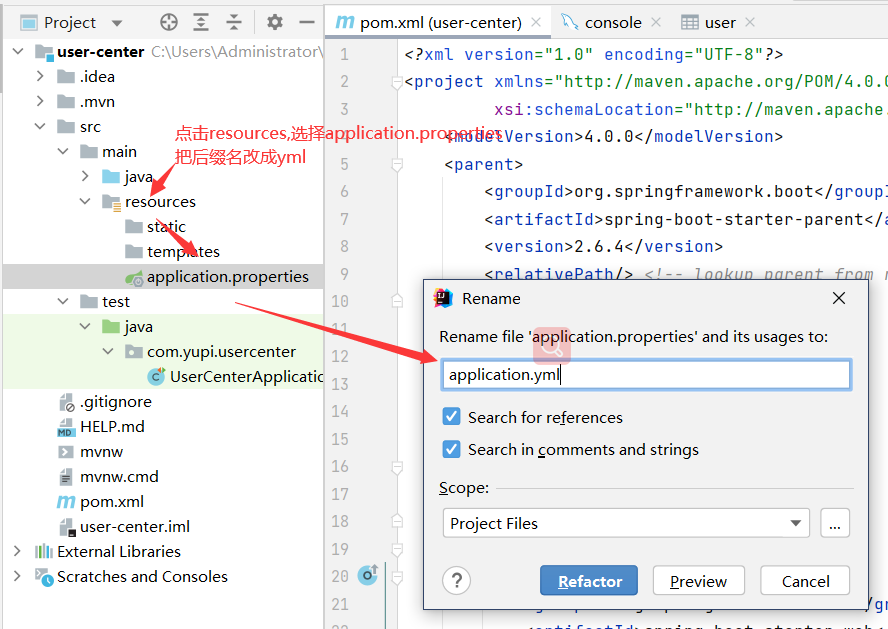 Project
pom.xml (user-center)
console
user
user-center C:\Users\Administrator\
.idea
.mvn
src
main
java
resources
static
templates
application.properties
test
java
com.yupi.usercenter
UserCenterApplicatio
.gitignore
HELP.md
mvnw
mvnw.cmd
pom.xml
user-center.iml
External Libraries
Scratches and Consoles
点击resources,选择application.properties
把后缀名改成yml
1 <?xml version="1.0" encoding="UTF-8"?>
2 <project xmlns="http://maven.apache.org/POM/4.0.0
3 xsi:schemaLocation="http://maven.apache.
4 <modelVersion>4.0.0</modelVersion>
5 <parent>
6 <groupId>org.springframework.boot</groupI
7 <artifactId>spring-boot-starter-parent</a
8 <version>2.6.4</version>
9 <relativePath/> <!-- lookup parent from r
10
11
12
13
14
15
16
17
18
19
20
21
Rename
Rename file 'application.properties' and its usages to:
application.yml
Search for references
Search in comments and strings
Scope:
Project Files
...
?
Refactor
Preview
Cancel